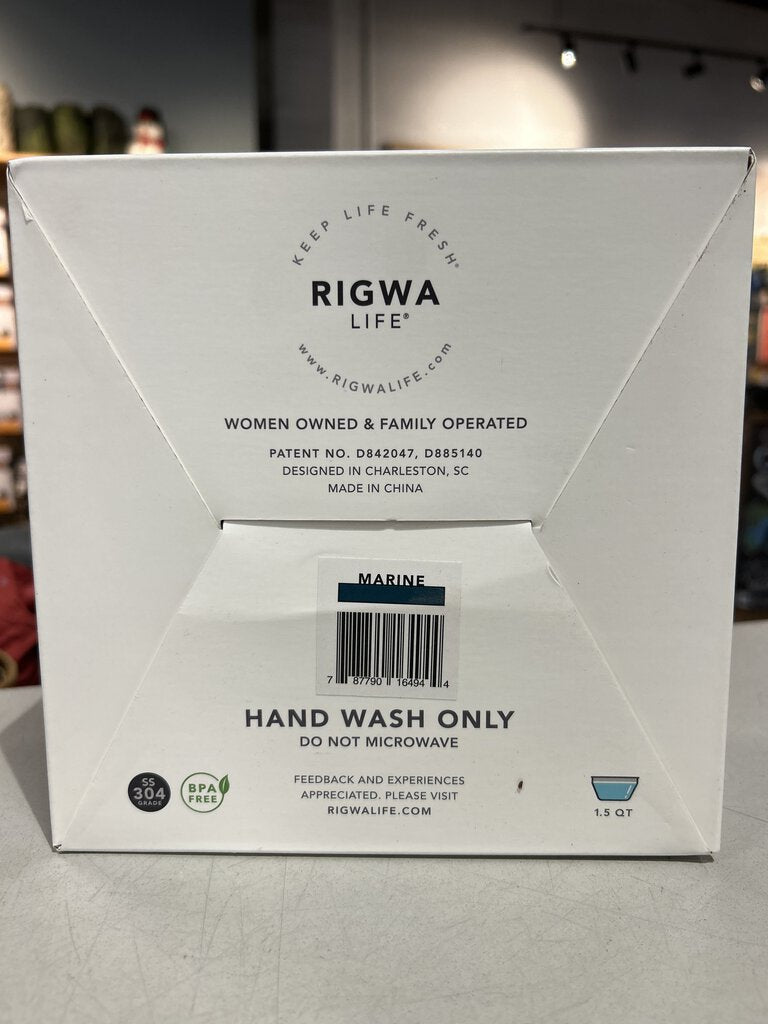 KEEP LIFE FRESH®
RIGWA
LIFE®
www.RIGWALIFE.com
WOMEN OWNED & FAMILY OPERATED
PATENT NO. D842047, D885140
DESIGNED IN CHARLESTON, SC
MADE IN CHINA
MARINE
7 87790 16494 4
HAND WASH ONLY
DO NOT MICROWAVE
SS
304
GRADE
BPA
FREE
FEEDBACK AND EXPERIENCES
APPRECIATED. PLEASE VISIT
RIGWALIFE.COM
1.5 QT